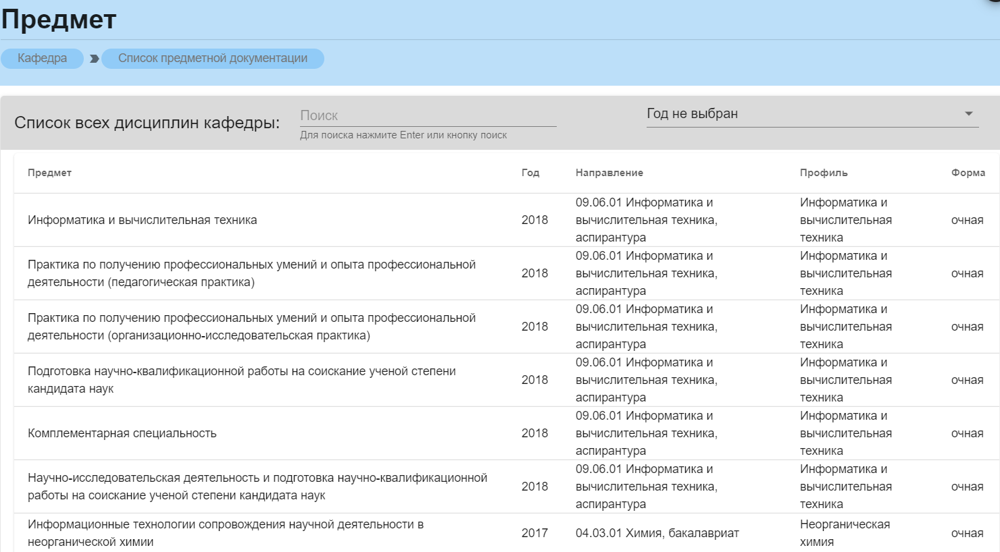 Предмет
Кафедра
Список предметной документации
Список всех дисциплин кафедры:
Поиск
Для поиска нажмите Enter или кнопку поиск
Год не выбран
Предмет Год Направление Профиль Форма
Информатика и вычислительная техника
2018
09.06.01 Информатика и
вычислительная техника,
аспирантура
Информатика и
вычислительная
техника
очная
Практика по получению профессиональных умений и опыта профессиональной
деятельности (педагогическая практика)
2018
09.06.01 Информатика и
вычислительная техника,
аспирантура
Информатика и
вычислительная
техника
очная
Практика по получению профессиональных умений и опыта профессиональной
деятельности (организационно-исследовательская практика)
2018
09.06.01 Информатика и
вычислительная техника,
аспирантура
Информатика и
вычислительная
техника
очная
Подготовка научно-квалификационной работы на соискание ученой степени
кандидата наук
2018
09.06.01 Информатика и
вычислительная техника,
аспирантура
Информатика и
вычислительная
техника
очная
Комплементарная специальность
2018
09.06.01 Информатика и
вычислительная техника,
аспирантура
Информатика и
вычислительная
техника
очная
Научно-исследовательская деятельность и подготовка научно-квалификационной
работы на соискание ученой степени кандидата наук
2018
09.06.01 Информатика и
вычислительная техника,
аспирантура
Информатика и
вычислительная
техника
очная
Информационные технологии сопровождения научной деятельности в
неорганической химии
2017
04.03.01 Химия, бакалавриат
Неорганическая
химия
очная